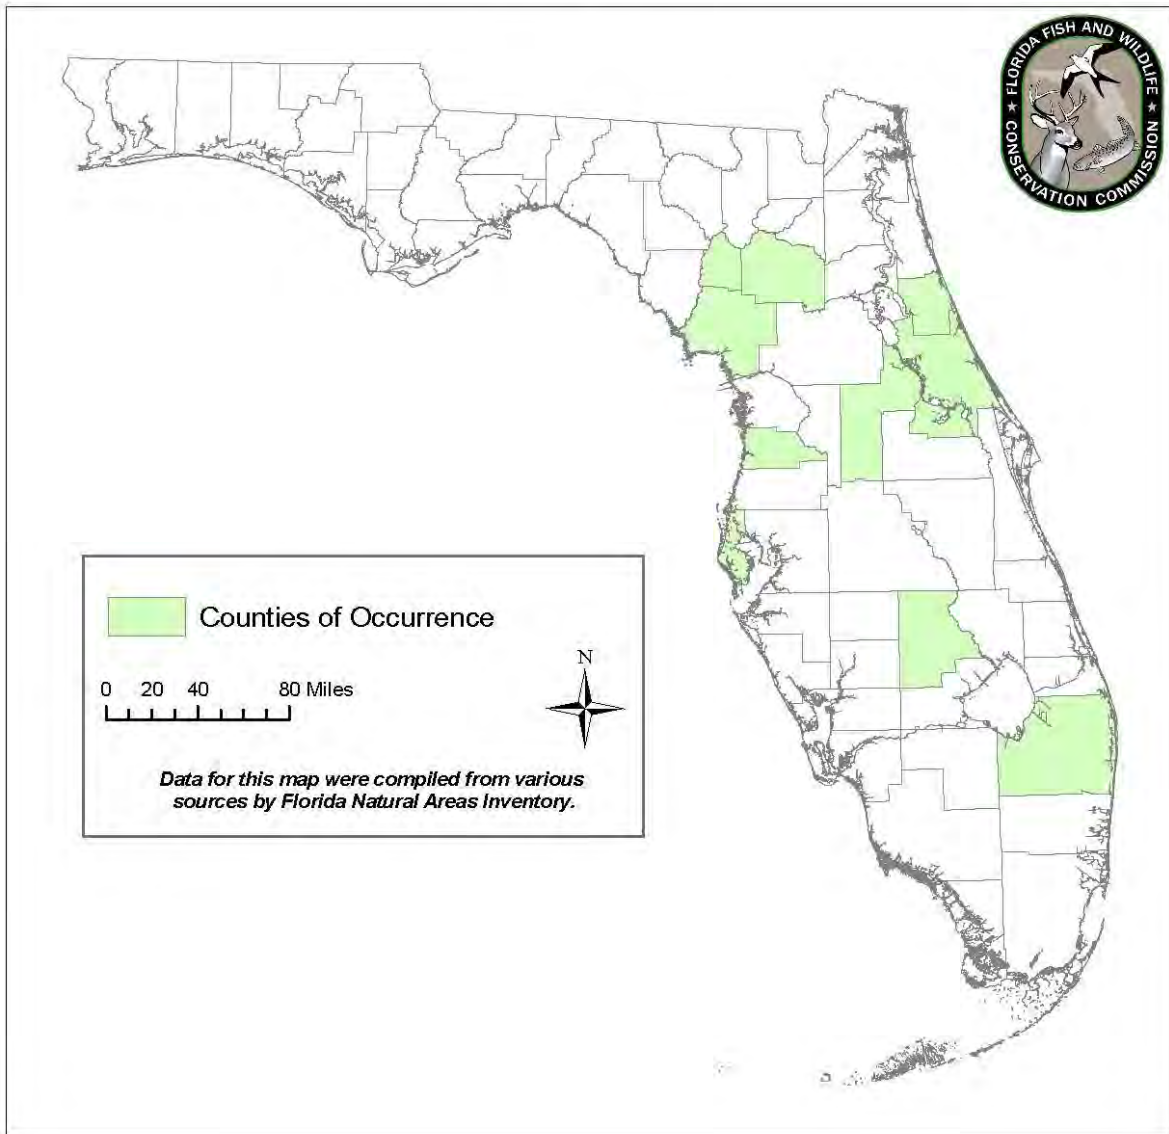 FLORIDA FISH AND WILDLIFE
CONSERVATION COMMISSION
Counties of Occurrence
N
0 20 40 80 Miles
Data for this map were compiled from various
sources by Florida Natural Areas Inventory.